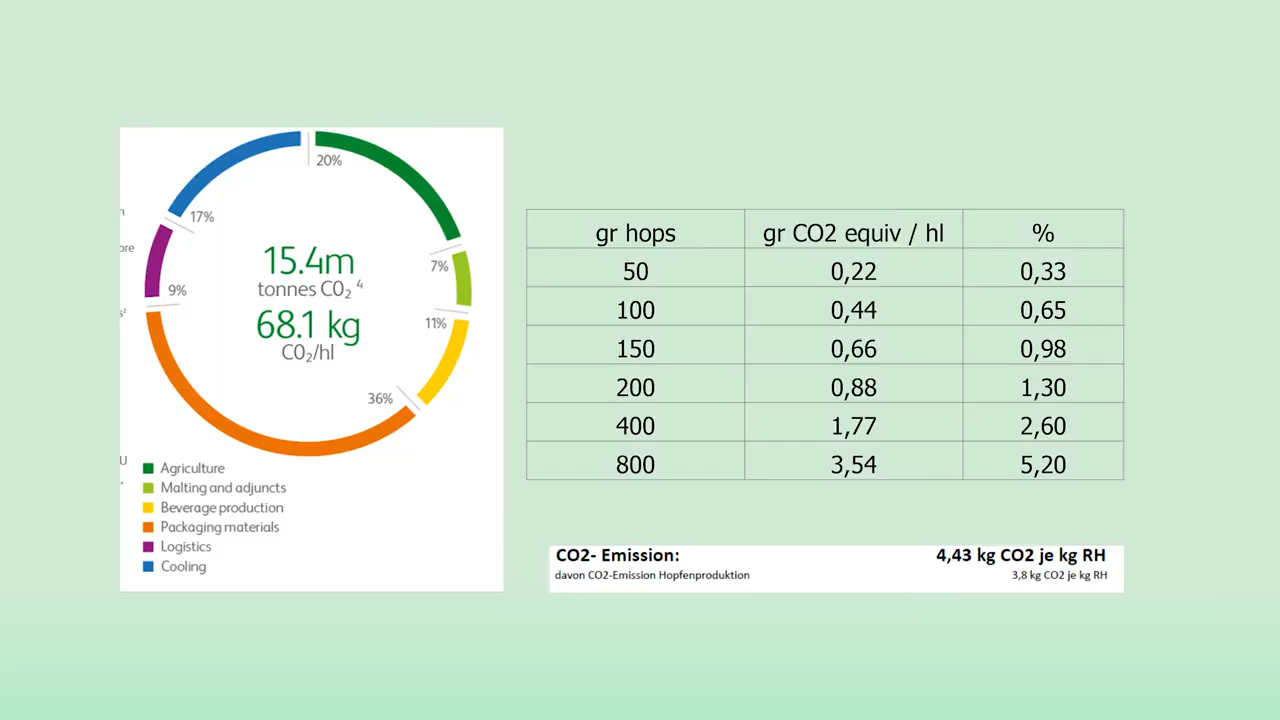 20%
17%
7%
9%
11%
36%
15.4m
tonnes CO₂ ⁴
68.1 kg
CO₂/hl
ore
U
Agriculture
Malting and adjuncts
Beverage production
Packaging materials
Logistics
Cooling
gr hops gr CO2 equiv / hl %
50 0,22 0,33
100 0,44 0,65
150 0,66 0,98
200 0,88 1,30
400 1,77 2,60
800 3,54 5,20
CO2- Emission: 4,43 kg CO2 je kg RH
davon CO2-Emission Hopfenproduktion 3,8 kg CO2 je kg RH